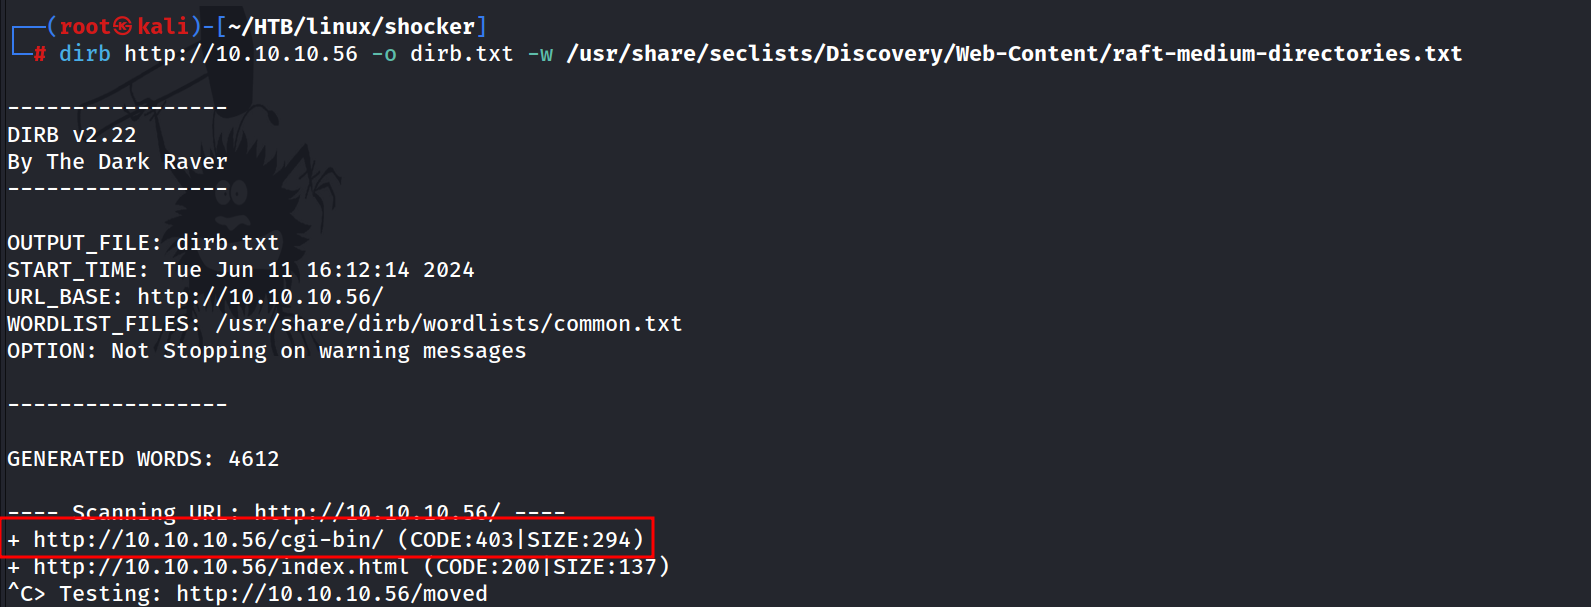 ┌──(root㉿kali)-[~/HTB/linux/shocker]
└─# dirb http://10.10.10.56 -o dirb.txt -w /usr/share/seclists/Discovery/Web-Content/raft-medium-directories.txt
-----------------
DIRB v2.22
By The Dark Raver
-----------------
OUTPUT_FILE: dirb.txt
START_TIME: Tue Jun 11 16:12:14 2024
URL_BASE: http://10.10.10.56/
WORDLIST_FILES: /usr/share/dirb/wordlists/common.txt
OPTION: Not Stopping on warning messages
-----------------
GENERATED WORDS: 4612
---- Scanning URL: http://10.10.10.56/ ----
+ http://10.10.10.56/cgi-bin/ (CODE:403|SIZE:294)
+ http://10.10.10.56/index.html (CODE:200|SIZE:137)
^C> Testing: http://10.10.10.56/moved